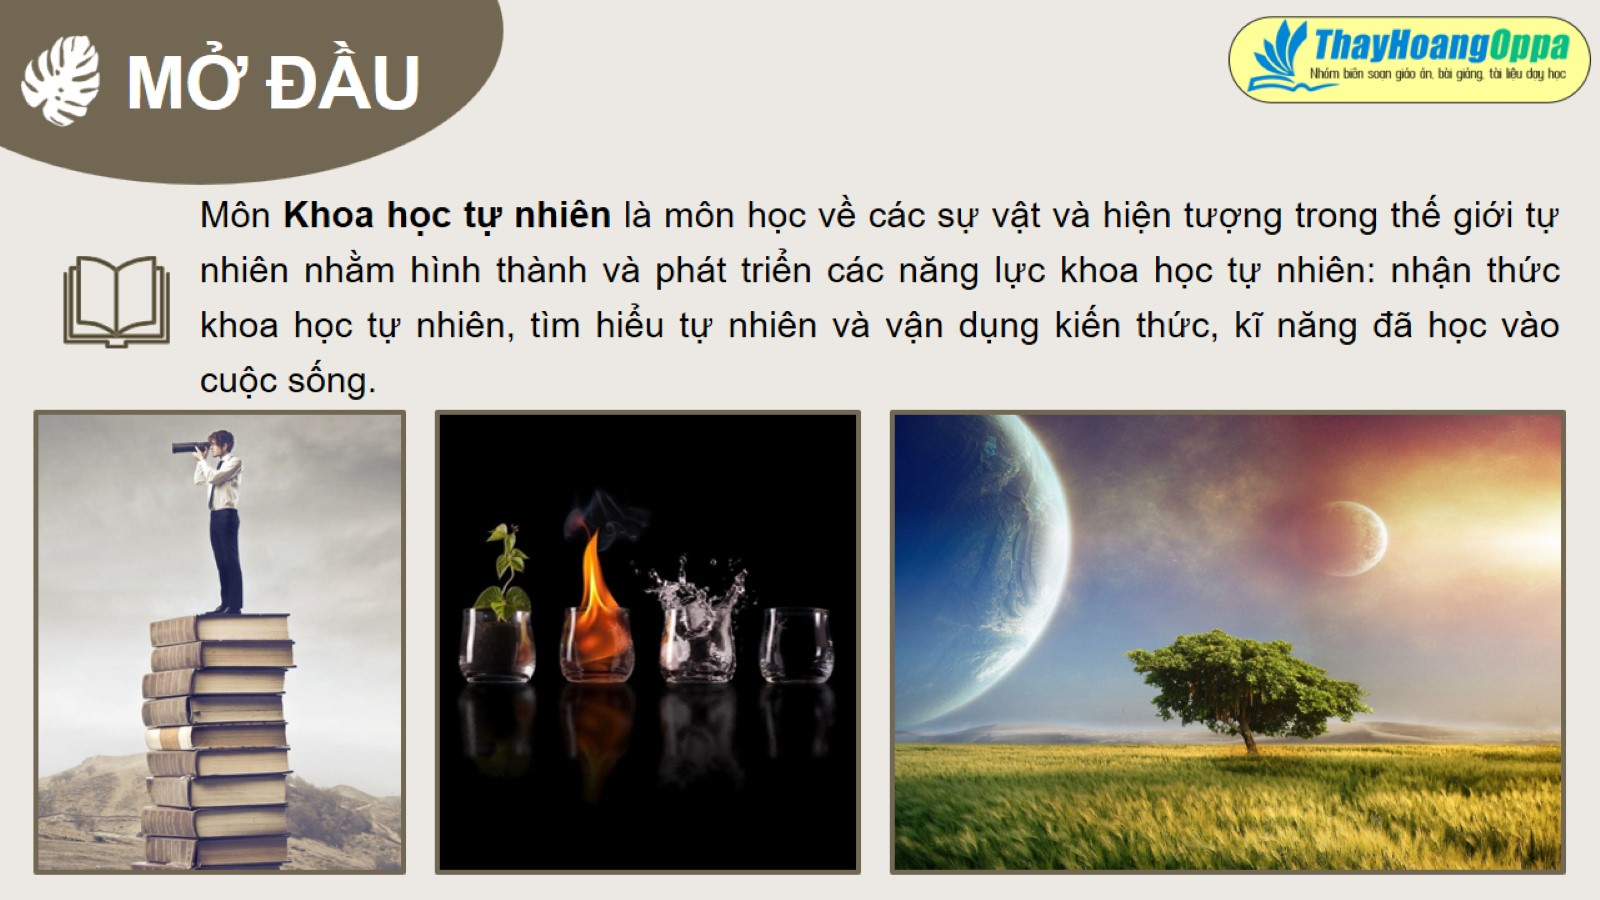 MỞ ĐẦU
ThayHoangOppa
Nhóm biên soạn giáo án, bài giảng, tài liệu dạy học
Môn Khoa học tự nhiên là môn học về các sự vật và hiện tượng trong thế giới tự
nhiên nhằm hình thành và phát triển các năng lực khoa học tự nhiên: nhận thức
khoa học tự nhiên, tìm hiểu tự nhiên và vận dụng kiến thức, kĩ năng đã học vào
cuộc sống.